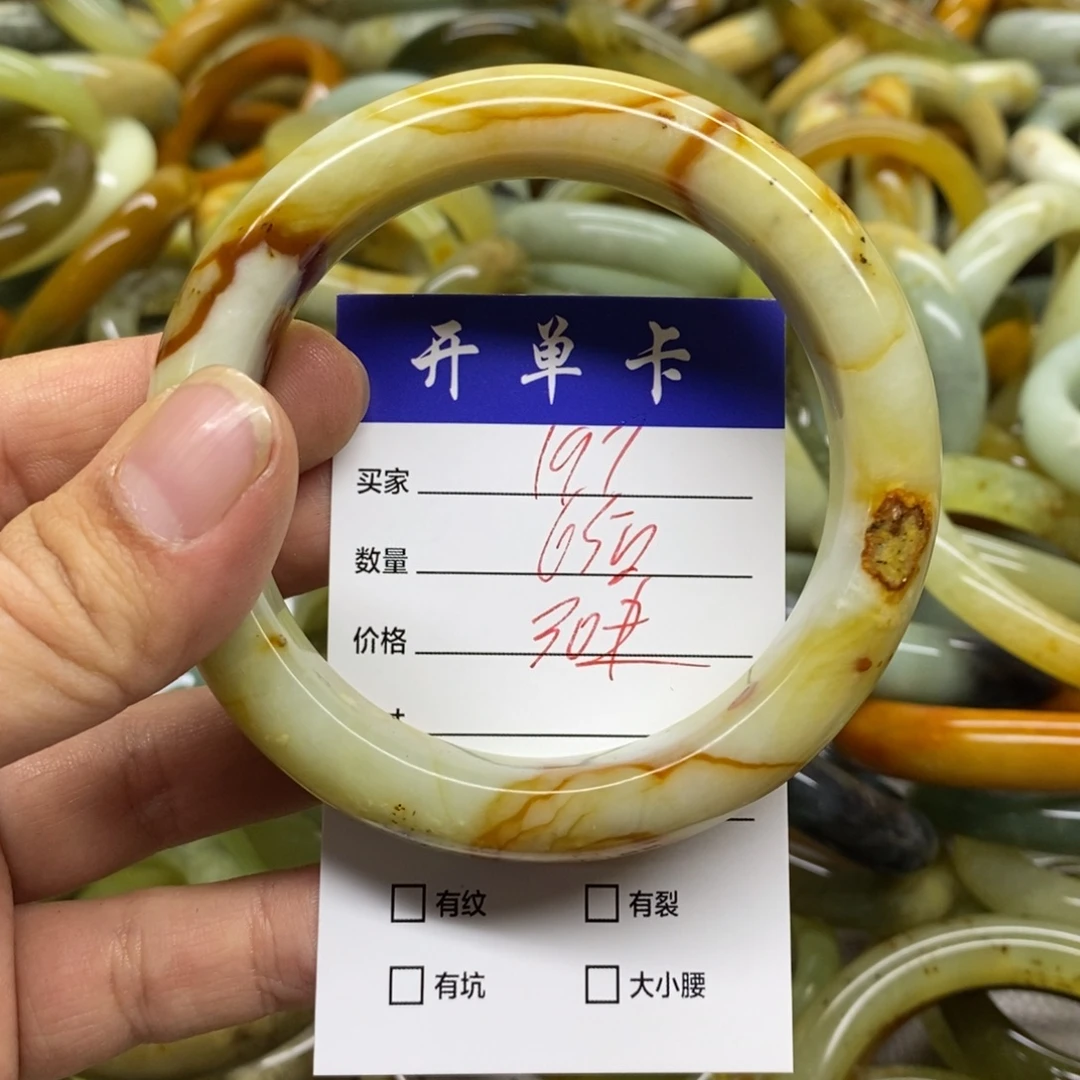 开单卡
买家 197
数量 650
价格 30
有纹 有裂
有坑 大小腰